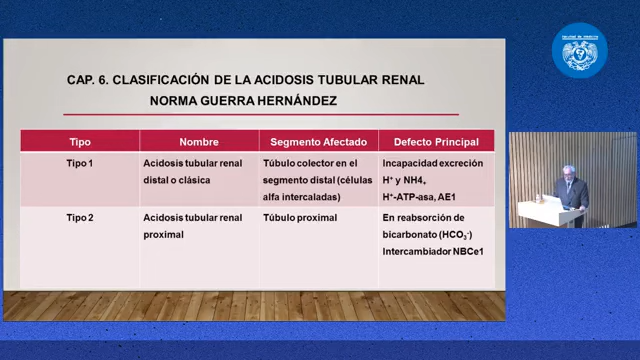 CAP. 6. CLASIFICACIÓN DE LA ACIDOSIS TUBULAR RENAL
NORMA GUERRA HERNÁNDEZ
Tipo
Nombre
Segmento Afectado
Defecto Principal
Tipo 1
Acidosis tubular renal
distal o clásica
Túbulo colector en el
segmento distal (células
alfa intercaladas)
Incapacidad excreción
H⁺ y NH4₊
H⁺-ATP-asa, AE1
Tipo 2
Acidosis tubular renal
proximal
Túbulo proximal
En reabsorción de
bicarbonato (HCO₃⁻)
Intercambiador NBCe1